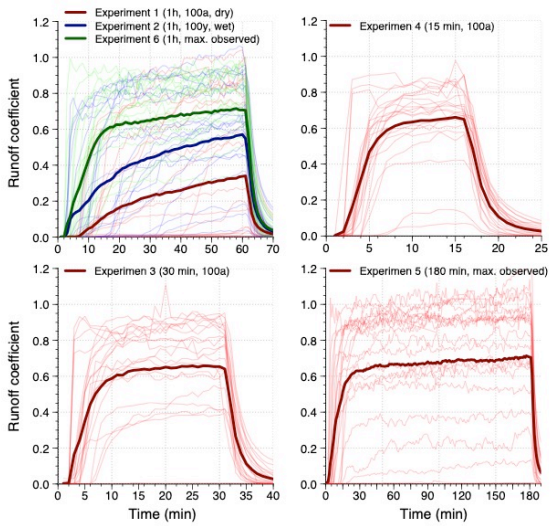 Experiment 1 (1h, 100a, dry)
Experiment 2 (1h, 100y, wet)
Experiment 6 (1h, max. observed)
Runoff coefficient
1.2
1.0
0.8
0.6
0.4
0.2
0.0
0 10 20 30 40 50 60 70
Experiment 4 (15 min, 100a)
1.2
1.0
0.8
0.6
0.4
0.2
0.0
0 5 10 15 20 25
Experimen 3 (30 min, 100a)
Runoff coefficient
1.2
1.0
0.8
0.6
0.4
0.2
0.0
0 5 10 15 20 25 30 35 40
Time (min)
Experimen 5 (180 min, max. observed)
1.2
1.0
0.8
0.6
0.4
0.2
0.0
0 30 60 90 120 150 180
Time (min)